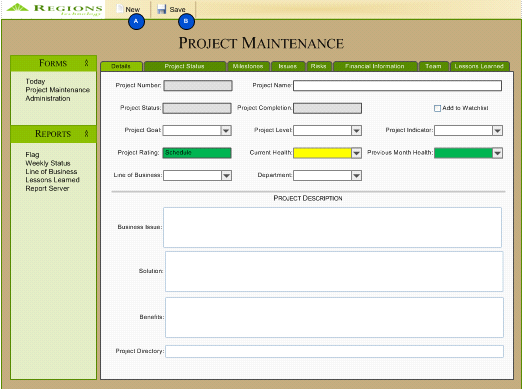 REGIONS
Technology
New
Save
A
B
PROJECT MAINTENANCE
FORMS
Today
Project Maintenance
Administration
REPORTS
Flag
Weekly Status
Line of Business
Lessons Learned
Report Server
Details Project Status Milestones Issues Risks Financial Information Team Lessons Learned
Project Number: Project Name:
Project Status: Project Completion: Add to Watchlist
Project Goal: Project Level: Project Indicator:
Project Rating: Schedule Current Health: Previous Month Health:
Line of Business: Department:
PROJECT DESCRIPTION
Business Issue:
Solution:
Benefits:
Project Directory: